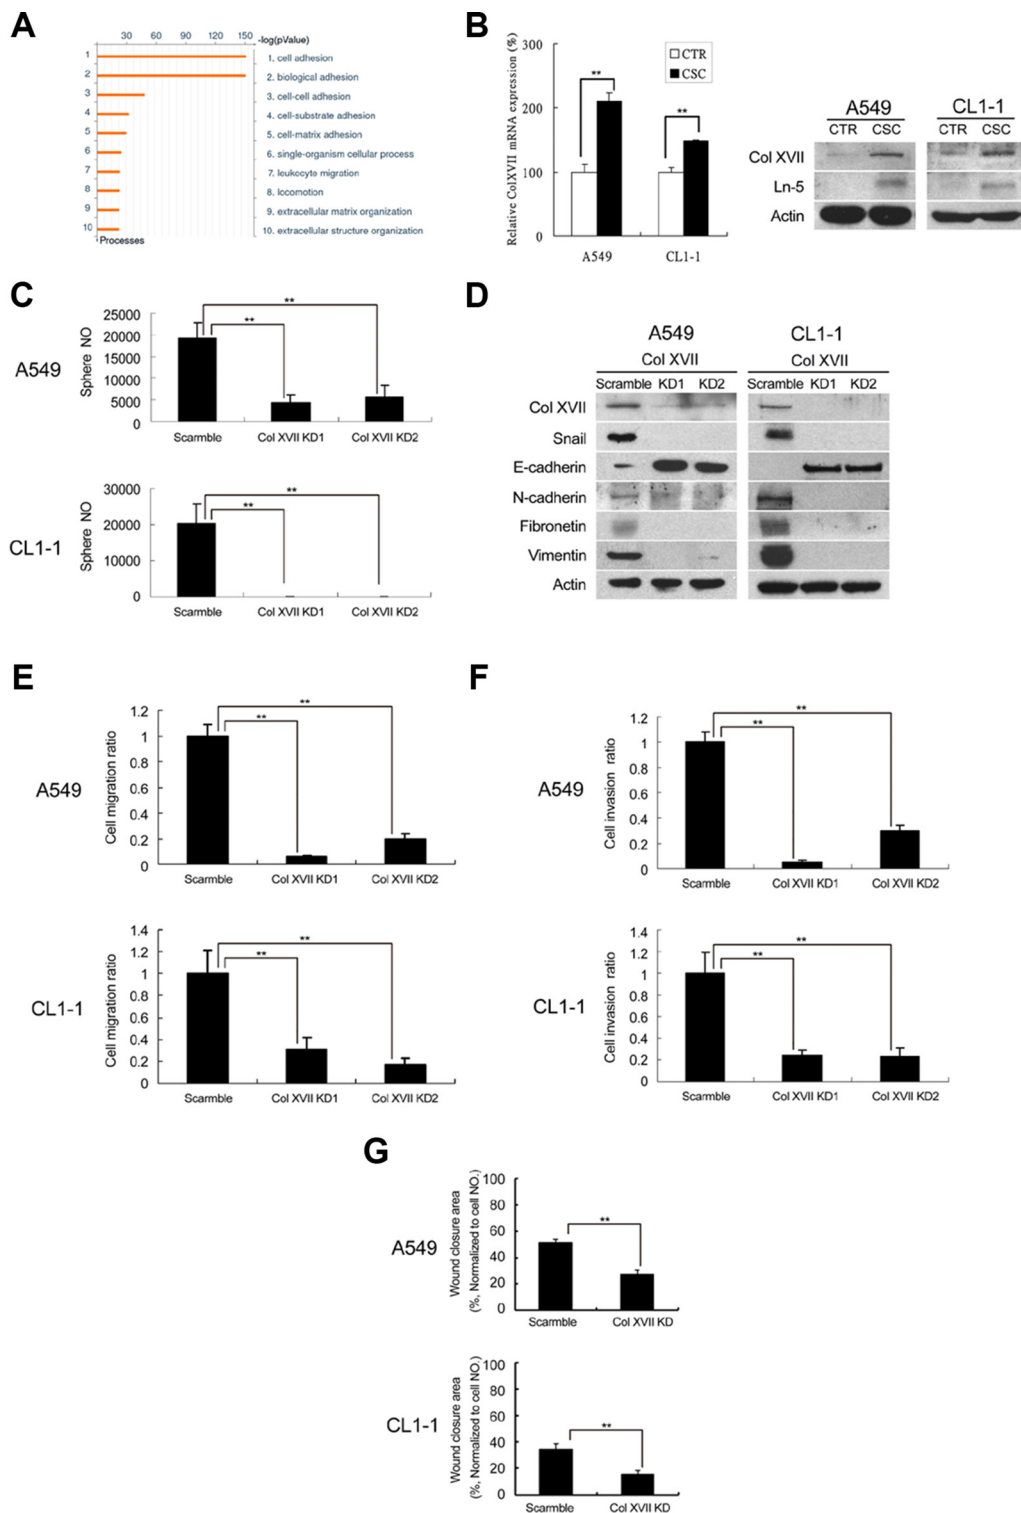 A
30 60 90 120 150 -log(pValue)
1 1. cell adhesion
2 2. biological adhesion
3 3. cell-cell adhesion
4 4. cell-substrate adhesion
5 5. cell-matrix adhesion
6 6. single-organism cellular process
7 7. leukocyte migration
8 8. locomotion
9 9. extracellular matrix organization
10 10. extracellular structure organization
Processes
B
Relative ColXVII mRNA expression (%)
300
200
100
0
CTR
CSC
**
**
A549 CL1-1
A549 CL1-1
CTR CSC CTR CSC
Col XVII
Ln-5
Actin
C
A549
Sphere NO
25000
20000
15000
10000
5000
0
**
**
Scarmble Col XVII KD1 Col XVII KD2
CL1-1
Sphere NO
30000
20000
10000
0
**
**
Scarmble Col XVII KD1 Col XVII KD2
D
A549 CL1-1
Col XVII Col XVII
Scramble KD1 KD2 Scramble KD1 KD2
Col XVII
Snail
E-cadherin
N-cadherin
Fibronetin
Vimentin
Actin
E
A549
Cell migration ratio
1.2
1
0.8
0.6
0.4
0.2
0
**
**
Scarmble Col XVII KD1 Col XVII KD2
CL1-1
Cell migration ratio
1.4
1.2
1
0.8
0.6
0.4
0.2
0
**
**
Scarmble Col XVII KD1 Col XVII KD2
F
A549
Cell invasion ratio
1.2
1
0.8
0.6
0.4
0.2
0
**
**
Scarmble Col XVII KD1 Col XVII KD2
CL1-1
Cell invasion ratio
1.4
1.2
1
0.8
0.6
0.4
0.2
0
**
**
Scarmble Col XVII KD1 Col XVII KD2
G
A549
Wound closure area
(%, Normalized to cell NO.)
100
80
60
40
20
0
**
Scarmble Col XVII KD
CL1-1
Wound closure area
(%, Normalized to cell NO.)
100
80
60
40
20
0
**
Scarmble Col XVII KD